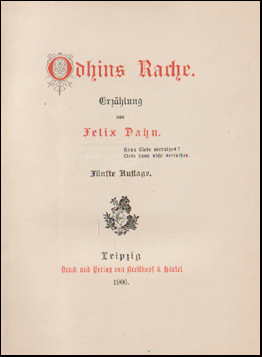 Odhins Rache.
Erzählung
von
Felix Dahn.
Kann Liebe verrathen?
Liebe kann nicht verrathen.
Fünfte Auflage.
Leipzig
Druck und Verlag von Breitkopf & Härtel
1900.